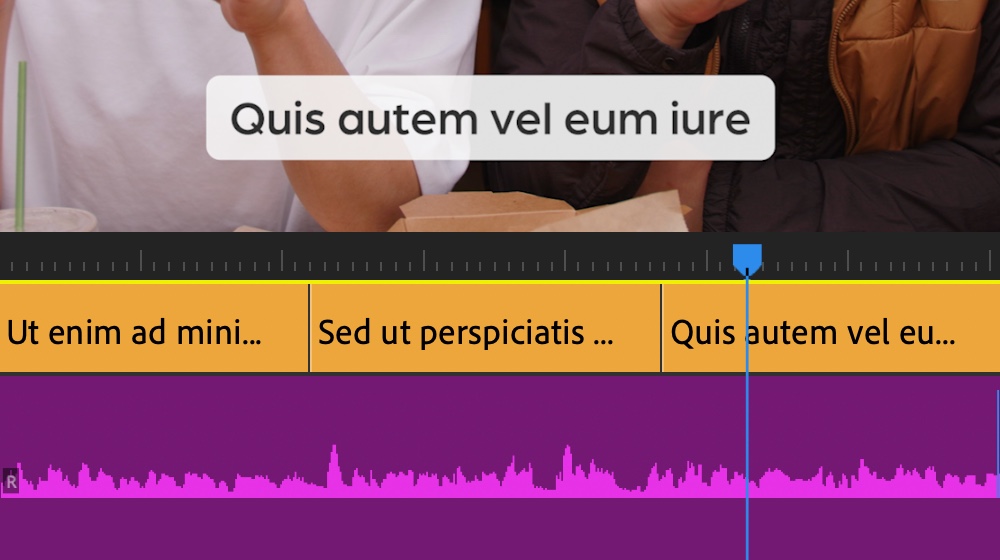 Quis autem vel eum iure
Ut enim ad mini...
Sed ut perspiciatis ...
Quis autem vel eu...
R